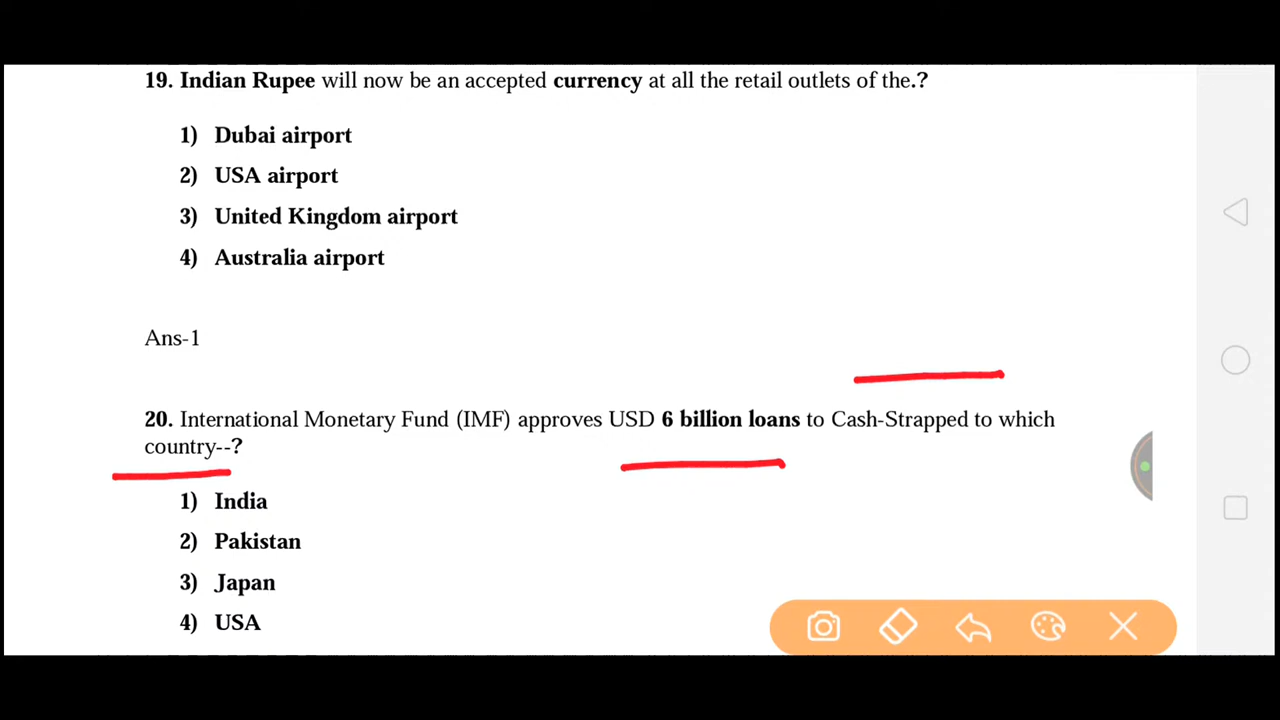 19. Indian Rupee will now be an accepted currency at all the retail outlets of the.?
1) Dubai airport
2) USA airport
3) United Kingdom airport
4) Australia airport
Ans-1
20. International Monetary Fund (IMF) approves USD 6 billion loans to Cash-Strapped to which
country--?
1) India
2) Pakistan
3) Japan
4) USA